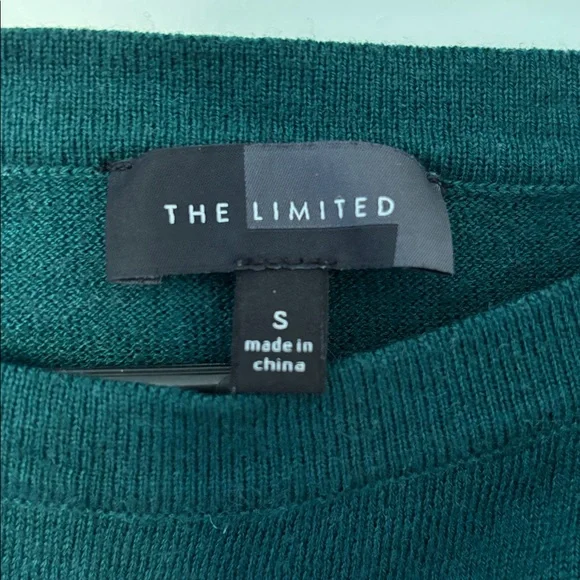 THE LIMITED
S
made in
china